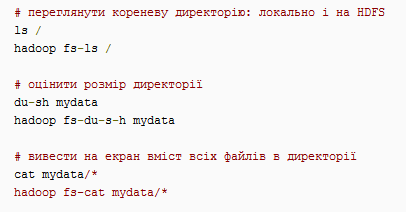 # переглянути кореневу директорію: локально і на HDFS
ls /
hadoop fs-ls /
# оцінити розмір директорії
du-sh mydata
hadoop fs-du-s-h mydata
# вивести на екран вміст всіх файлів в директорії
cat mydata/*
hadoop fs-cat mydata/*